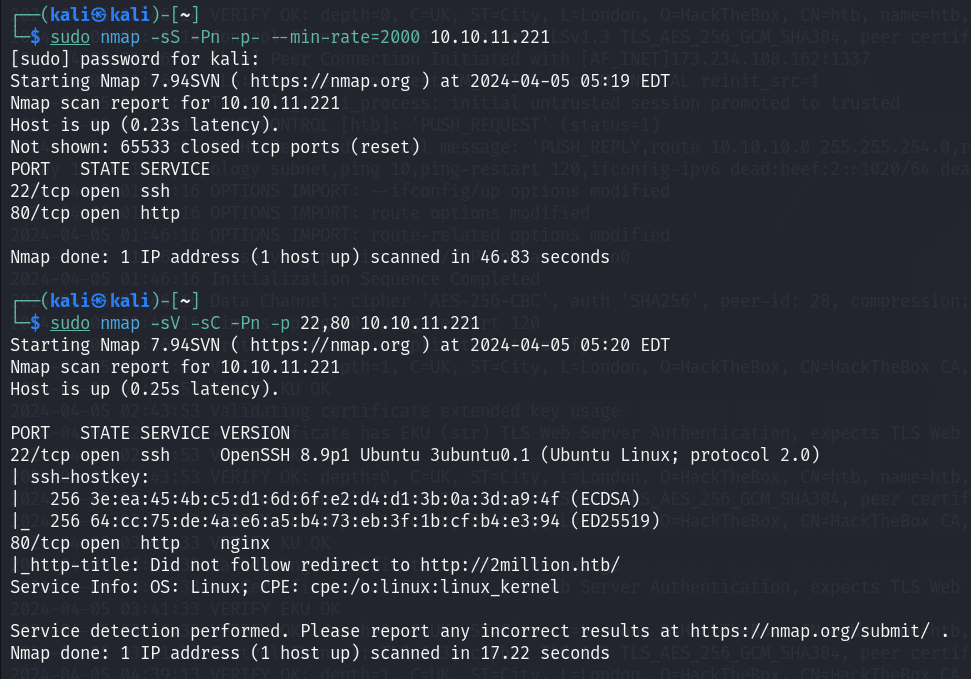 ┌──(kali㉿kali)-[~]
└─$ sudo nmap -sS -Pn -p- --min-rate=2000 10.10.11.221
[sudo] password for kali:
Starting Nmap 7.94SVN ( https://nmap.org ) at 2024-04-05 05:19 EDT
Nmap scan report for 10.10.11.221
Host is up (0.23s latency).
Not shown: 65533 closed tcp ports (reset)
PORT   STATE SERVICE
22/tcp open  ssh
80/tcp open  http
Nmap done: 1 IP address (1 host up) scanned in 46.83 seconds
┌──(kali㉿kali)-[~]
└─$ sudo nmap -sV -sC -Pn -p 22,80 10.10.11.221
Starting Nmap 7.94SVN ( https://nmap.org ) at 2024-04-05 05:20 EDT
Nmap scan report for 10.10.11.221
Host is up (0.25s latency).
PORT   STATE SERVICE VERSION
22/tcp open  ssh     OpenSSH 8.9p1 Ubuntu 3ubuntu0.1 (Ubuntu Linux; protocol 2.0)
| ssh-hostkey:
|   256 3e:ea:45:4b:c5:d1:6d:6f:e2:d4:d1:3b:0a:3d:a9:4f (ECDSA)
|_  256 64:cc:75:de:4a:e6:a5:b4:73:eb:3f:1b:cf:b4:e3:94 (ED25519)
80/tcp open  http    nginx
|_http-title: Did not follow redirect to http://2million.htb/
Service Info: OS: Linux; CPE: cpe:/o:linux:linux_kernel
Service detection performed. Please report any incorrect results at https://nmap.org/submit/ .
Nmap done: 1 IP address (1 host up) scanned in 17.22 seconds